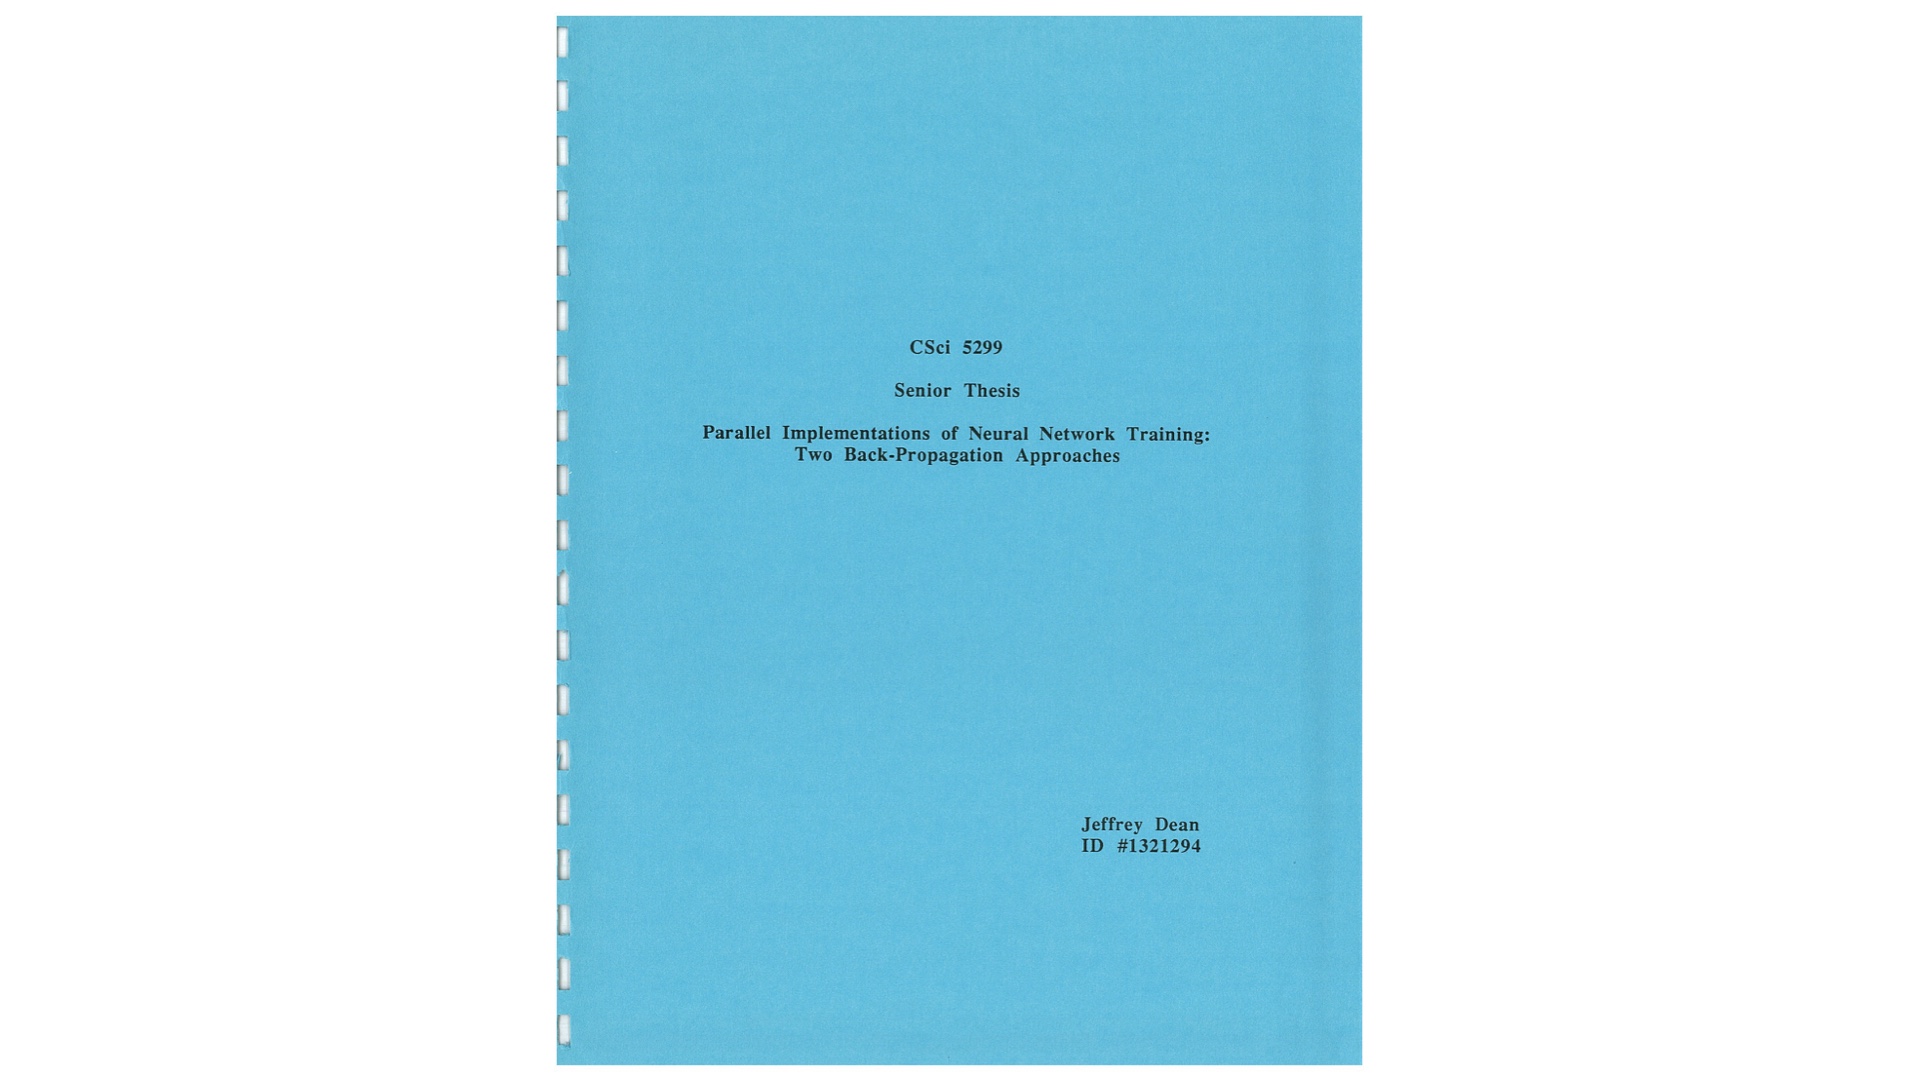 CSci 5299
Senior Thesis
Parallel Implementations of Neural Network Training:
Two Back-Propagation Approaches
Jeffrey Dean
ID #1321294